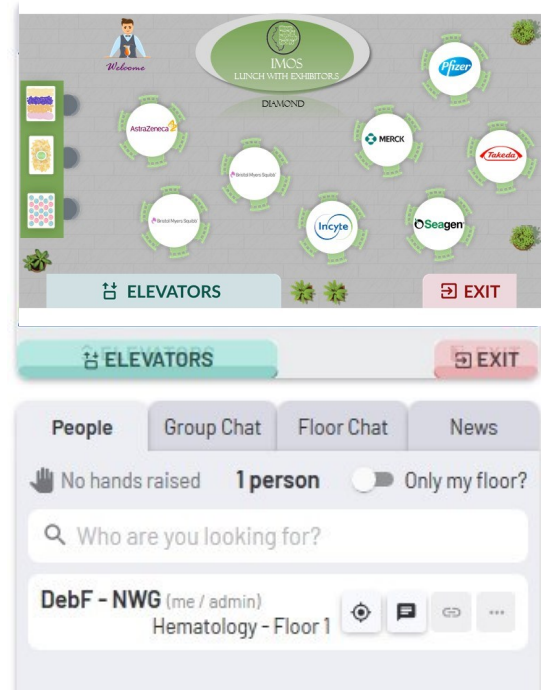 Welcome
IMOS
LUNCH WITH EXHIBITORS
DIAMOND
Pfizer
AstraZeneca
MERCK
Takeda
Bristol Myers Squibb
Bristol Myers Squibb
Incyte
Seagen
ELEVATORS
EXIT
ELEVATORS
EXIT
People
Group Chat
Floor Chat
News
No hands raised
1 person
Only my floor?
Who are you looking for?
DebF - NWG (me / admin)
Hematology - Floor 1